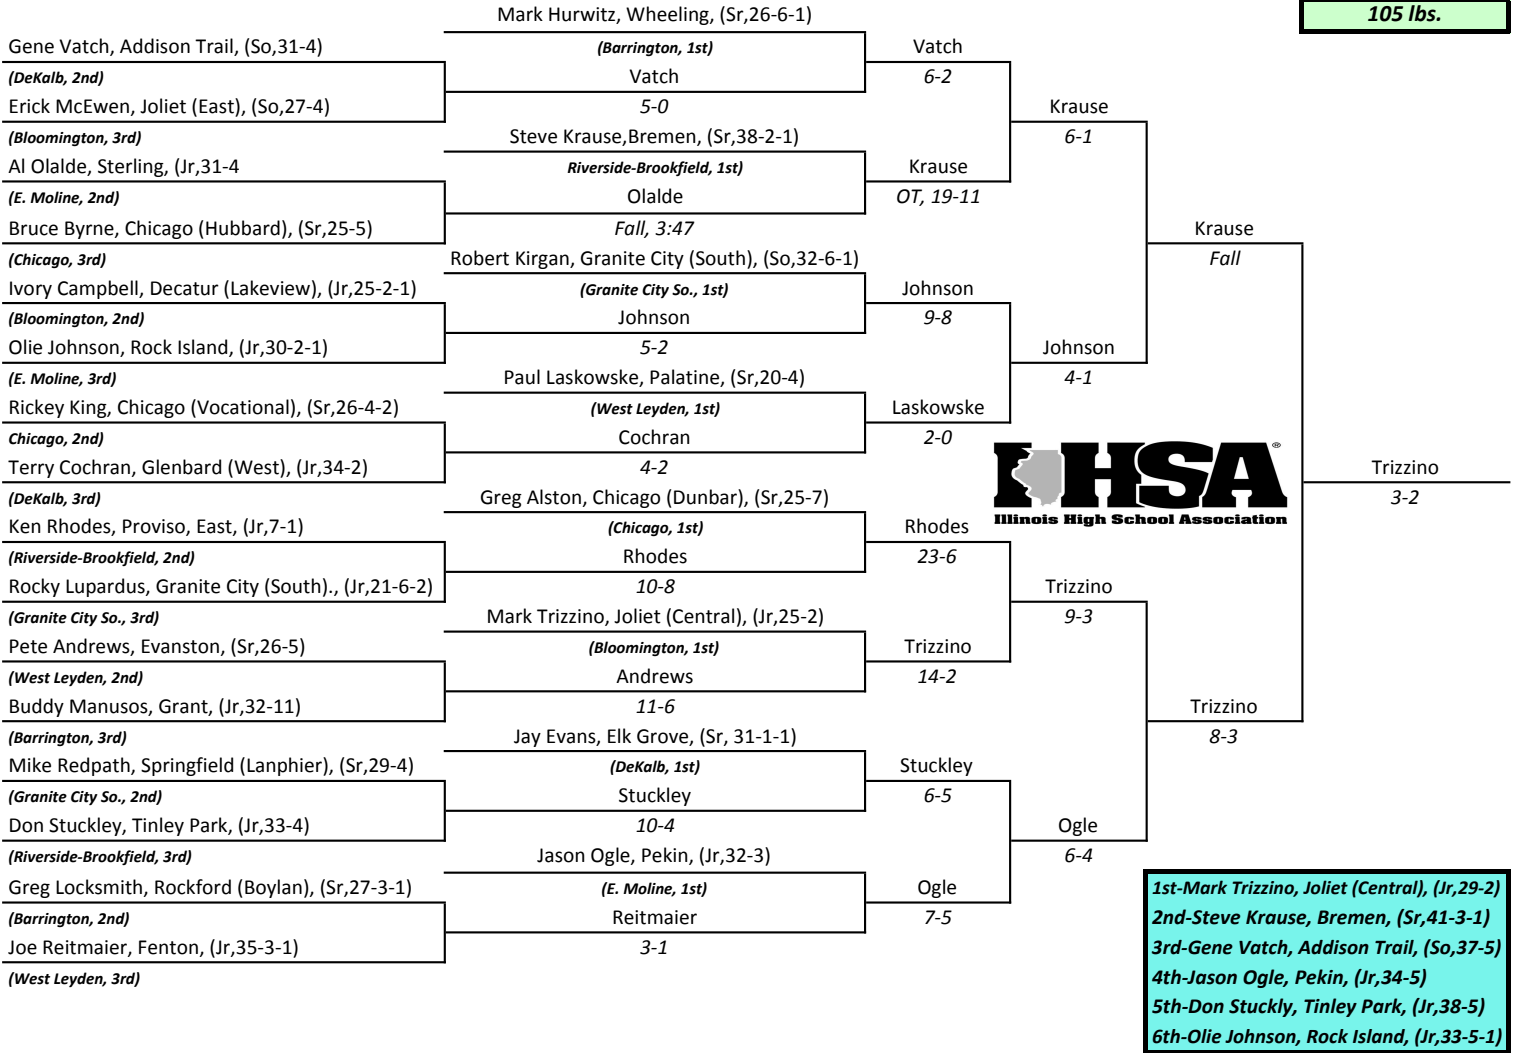 Mark Hurwitz, Wheeling, (Sr,26-6-1)
105 lbs.
Gene Vatch, Addison Trail, (So,31-4)
(Barrington, 1st)
Vatch
(DeKalb, 2nd)
Vatch
6-2
Erick McEwen, Joliet (East), (So,27-4)
5-0
Krause
(Bloomington, 3rd)
Steve Krause,Bremen, (Sr,38-2-1)
6-1
Al Olalde, Sterling, (Jr,31-4
Riverside-Brookfield, 1st)
Krause
(E. Moline, 2nd)
Olalde
OT, 19-11
Bruce Byrne, Chicago (Hubbard), (Sr,25-5)
Fall, 3:47
Krause
(Chicago, 3rd)
Robert Kirgan, Granite City (South), (So,32-6-1)
Fall
Ivory Campbell, Decatur (Lakeview), (Jr,25-2-1)
(Granite City So., 1st)
Johnson
(Bloomington, 2nd)
Johnson
9-8
Olie Johnson, Rock Island, (Jr,30-2-1)
5-2
Johnson
(E. Moline, 3rd)
Paul Laskowske, Palatine, (Sr,20-4)
4-1
Rickey King, Chicago (Vocational), (Sr,26-4-2)
(West Leyden, 1st)
Laskowske
Chicago, 2nd)
Cochran
2-0
IHSA®
Terry Cochran, Glenbard (West), (Jr,34-2)
4-2
Trizzino
(DeKalb, 3rd)
Greg Alston, Chicago (Dunbar), (Sr,25-7)
3-2
Illinois High School Association
Ken Rhodes, Proviso, East, (Jr,7-1)
(Chicago, 1st)
Rhodes
(Riverside-Brookfield, 2nd)
Rhodes
23-6
Rocky Lupardus, Granite City (South)., (Jr,21-6-2)
10-8
Trizzino
(Granite City So., 3rd)
Mark Trizzino, Joliet (Central), (Jr,25-2)
9-3
Pete Andrews, Evanston, (Sr,26-5)
(Bloomington, 1st)
Trizzino
(West Leyden, 2nd)
Andrews
14-2
Buddy Manusos, Grant, (Jr,32-11)
11-6
Trizzino
(Barrington, 3rd)
Jay Evans, Elk Grove, (Sr, 31-1-1)
8-3
Mike Redpath, Springfield (Lanphier), (Sr,29-4)
(DeKalb, 1st)
Stuckley
(Granite City So., 2nd)
Stuckley
6-5
Don Stuckley, Tinley Park, (Jr,33-4)
10-4
Ogle
(Riverside-Brookfield, 3rd)
Jason Ogle, Pekin, (Jr,32-3)
6-4
Greg Locksmith, Rockford (Boylan), (Sr,27-3-1)
(E. Moline, 1st)
Ogle
(Barrington, 2nd)
Reitmaier
7-5
Joe Reitmaier, Fenton, (Jr,35-3-1)
3-1
(West Leyden, 3rd)
1st-Mark Trizzino, Joliet (Central), (Jr,29-2)
2nd-Steve Krause, Bremen, (Sr,41-3-1)
3rd-Gene Vatch, Addison Trail, (So,37-5)
4th-Jason Ogle, Pekin, (Jr,34-5)
5th-Don Stuckly, Tinley Park, (Jr,38-5)
6th-Olie Johnson, Rock Island, (Jr,33-5-1)